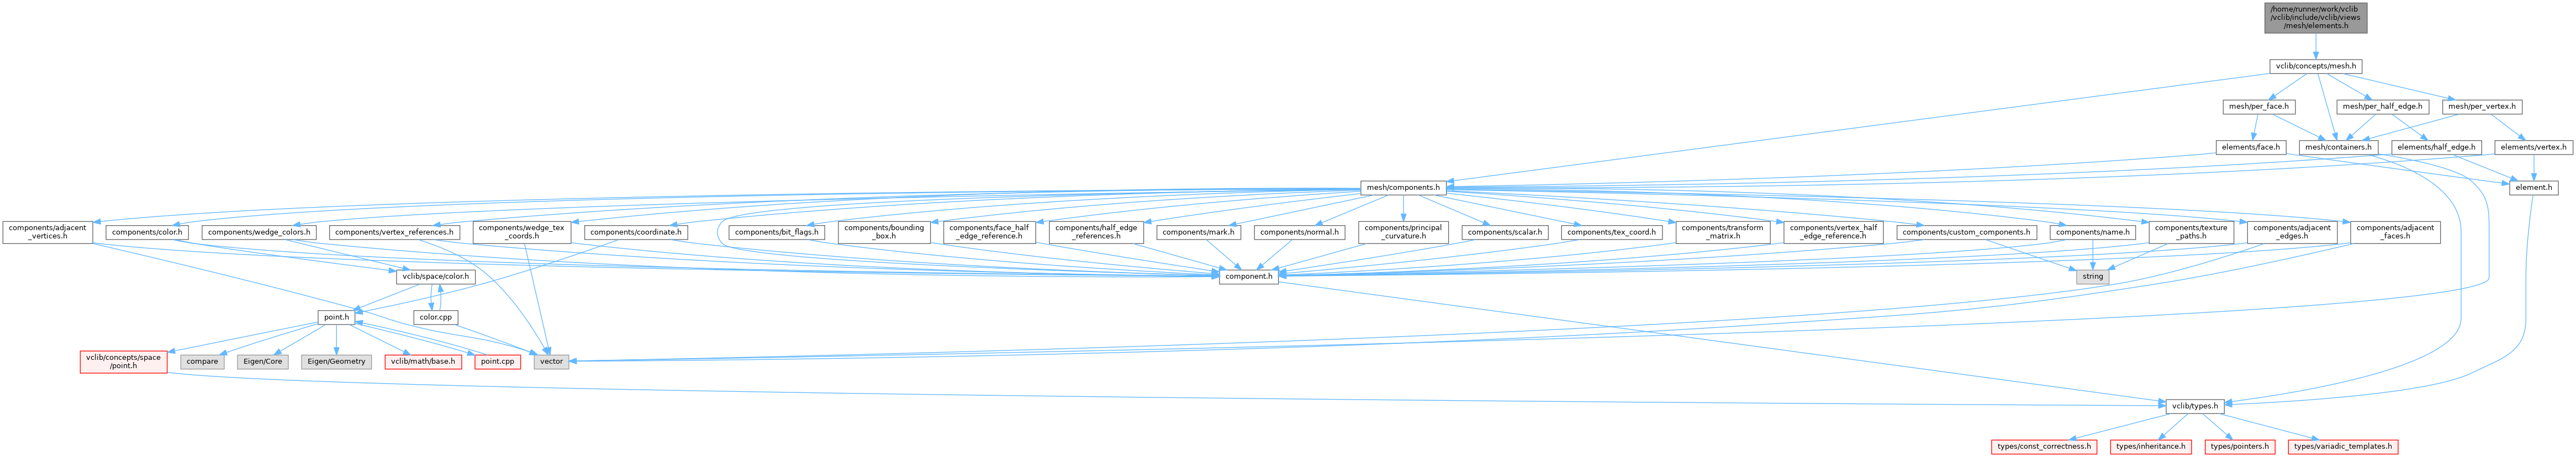 /home/runner/work/vclib
/vclib/include/vclib/views
/mesh/elements.h
vclib/concepts/mesh.h
mesh/per_face.h
mesh/per_half_edge.h
mesh/per_vertex.h
elements/face.h
mesh/containers.h
elements/half_edge.h
elements/vertex.h
mesh/components.h
element.h
components/adjacent
_vertices.h
components/color.h
components/wedge_colors.h
components/vertex_references.h
components/wedge_tex
_coords.h
components/coordinate.h
components/bit_flags.h
components/bounding
_box.h
components/face_half
_edge_reference.h
components/half_edge
_references.h
components/mark.h
components/normal.h
components/principal
_curvature.h
components/scalar.h
components/tex_coord.h
components/transform
_matrix.h
components/vertex_half
_edge_reference.h
components/custom_components.h
components/name.h
components/texture
_paths.h
components/adjacent
_edges.h
components/adjacent
_faces.h
vclib/space/color.h
component.h
string
point.h
color.cpp
vclib/concepts/space
/point.h
compare
Eigen/Core
Eigen/Geometry
vclib/math/base.h
point.cpp
vector
vclib/types.h
types/const_correctness.h
types/inheritance.h
types/pointers.h
types/variadic_templates.h